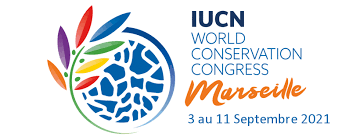 IUCN
WORLD
CONSERVATION
CONGRESS
Marseille
3 au 11 Septembre 2021